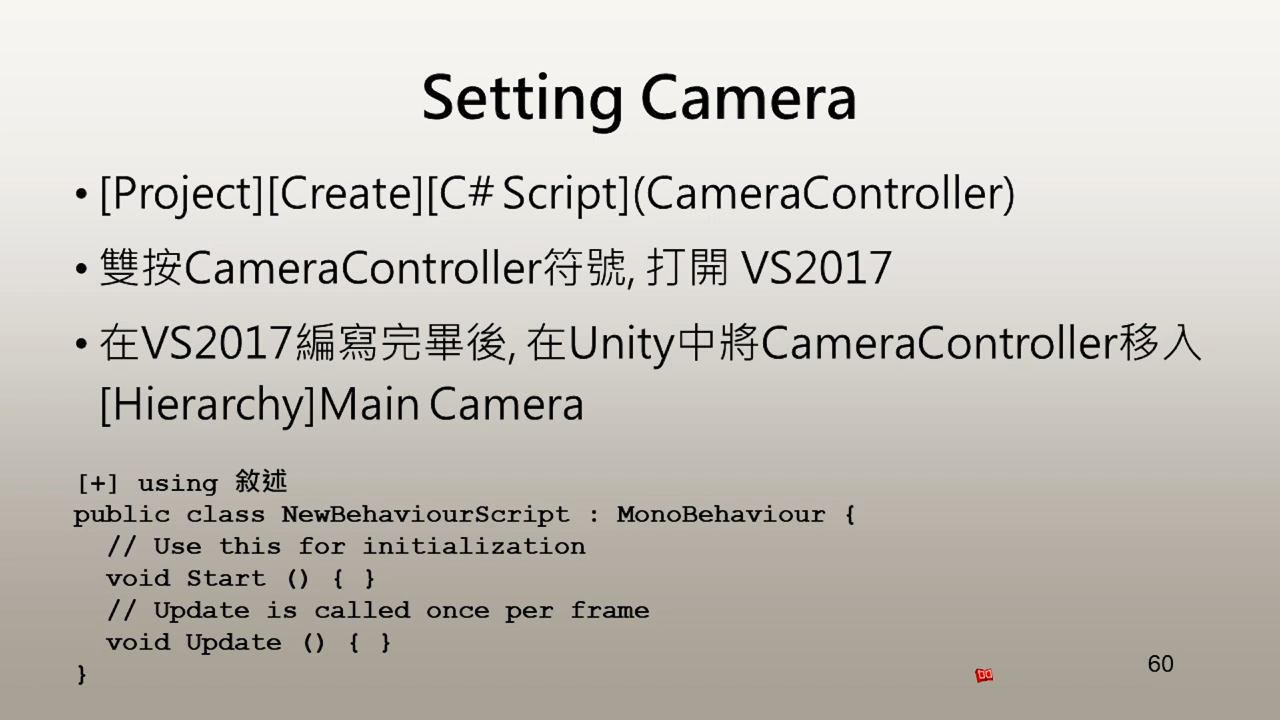 Setting Camera
• [Project][Create][C# Script](CameraController)
• 雙按CameraController符號, 打開 VS2017
• 在VS2017編寫完畢後, 在Unity中將CameraController移入
[Hierarchy]Main Camera
[+] using 敘述
public class NewBehaviourScript : MonoBehaviour {
// Use this for initialization
void Start () { }
// Update is called once per frame
void Update () { }
}
60